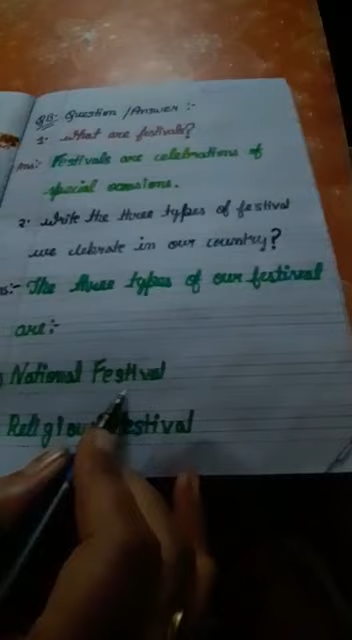 Q3:- Question / Answer :-
1. What are festivals?
Ans:- Festivals are celebrations of
special occasions.
2. Write the three types of festival
we celebrate in our country?
s:- The three types of our festival
are:-
National Festival
Religious Festival